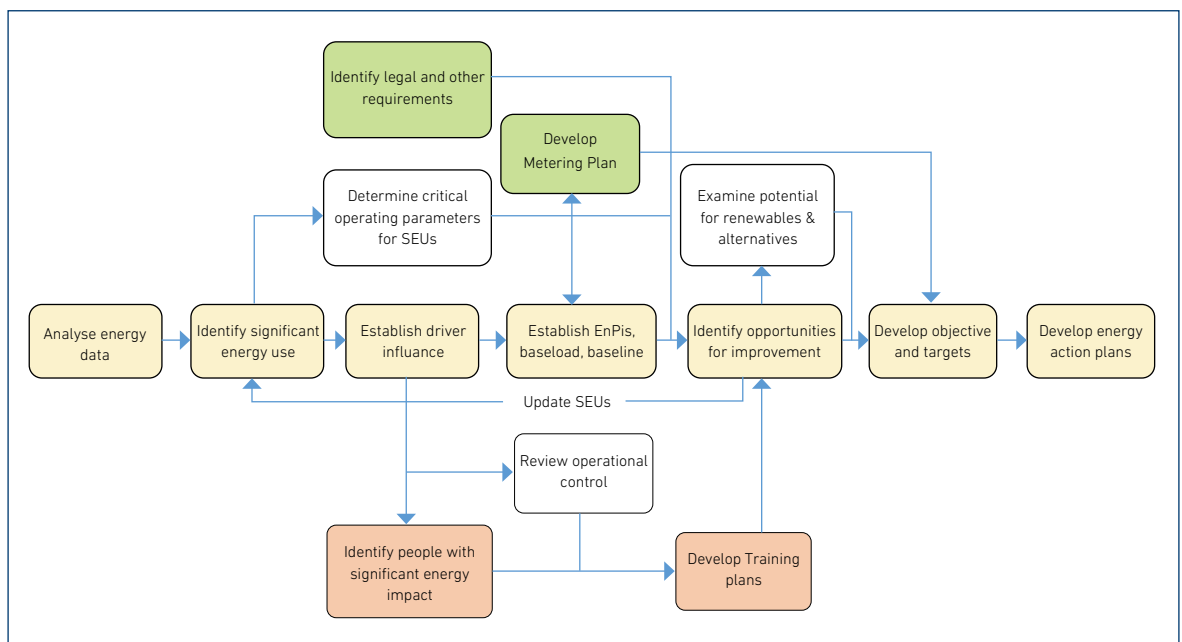 Identify legal and other
requirements
Develop
Metering Plan
Determine critical
operating parameters
for SEUs
Examine potential
for renewables &
alternatives
Analyse energy
data
Identify significant
energy use
Establish driver
influance
Establish EnPis,
baseload, baseline
Identify opportunities
for improvement
Develop objective
and targets
Develop energy
action plans
Update SEUs
Review operational
control
Identify people with
significant energy
impact
Develop Training
plans